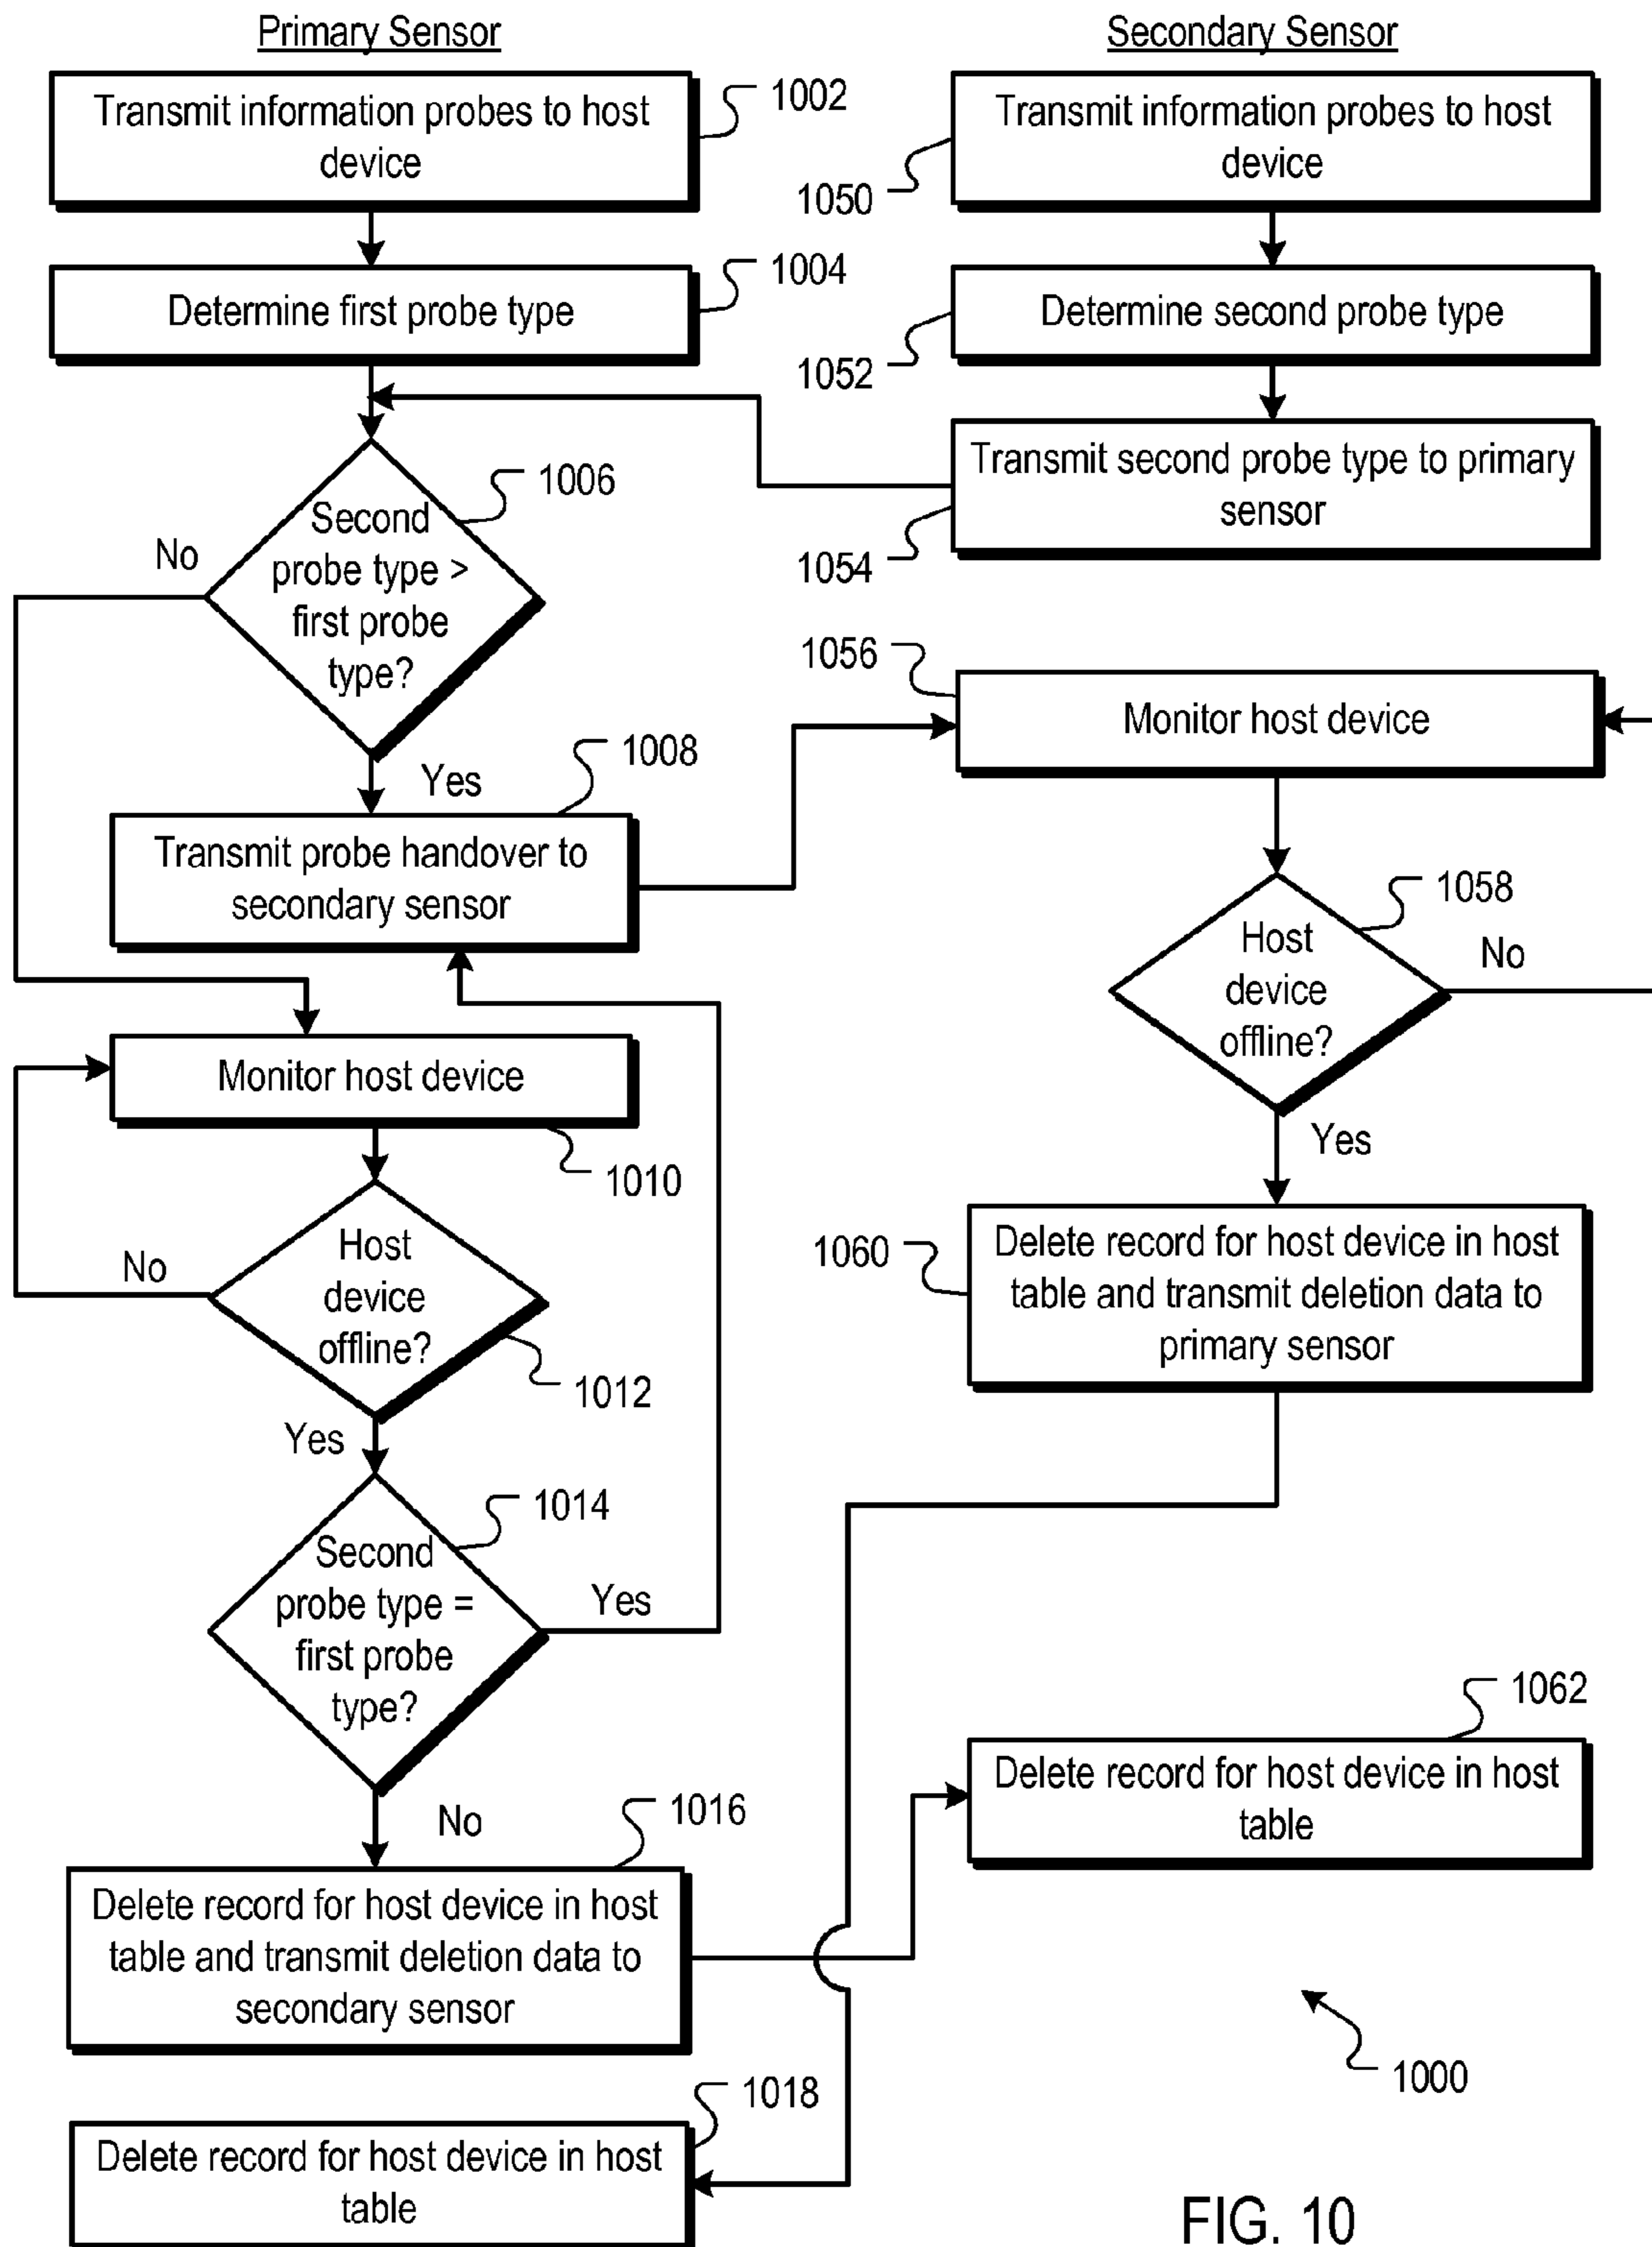 Primary Sensor
Secondary Sensor
Transmit information probes to host
device
1002
Transmit information probes to host
device
1050
Determine first probe type
1004
Determine second probe type
1052
Transmit second probe type to primary
sensor
1054
Second
probe type >
first probe
type?
1006
No
Yes
Transmit probe handover to
secondary sensor
1008
1056
Monitor host device
Host
device
offline?
1058
No
Yes
Monitor host device
1010
Host
device
offline?
1012
No
Yes
1060
Delete record for host device in host
table and transmit deletion data to
primary sensor
Second
probe type =
first probe
type?
1014
Yes
No
1062
Delete record for host device in host
table
1016
Delete record for host device in host
table and transmit deletion data to
secondary sensor
1018
Delete record for host device in host
table
1000
FIG. 10